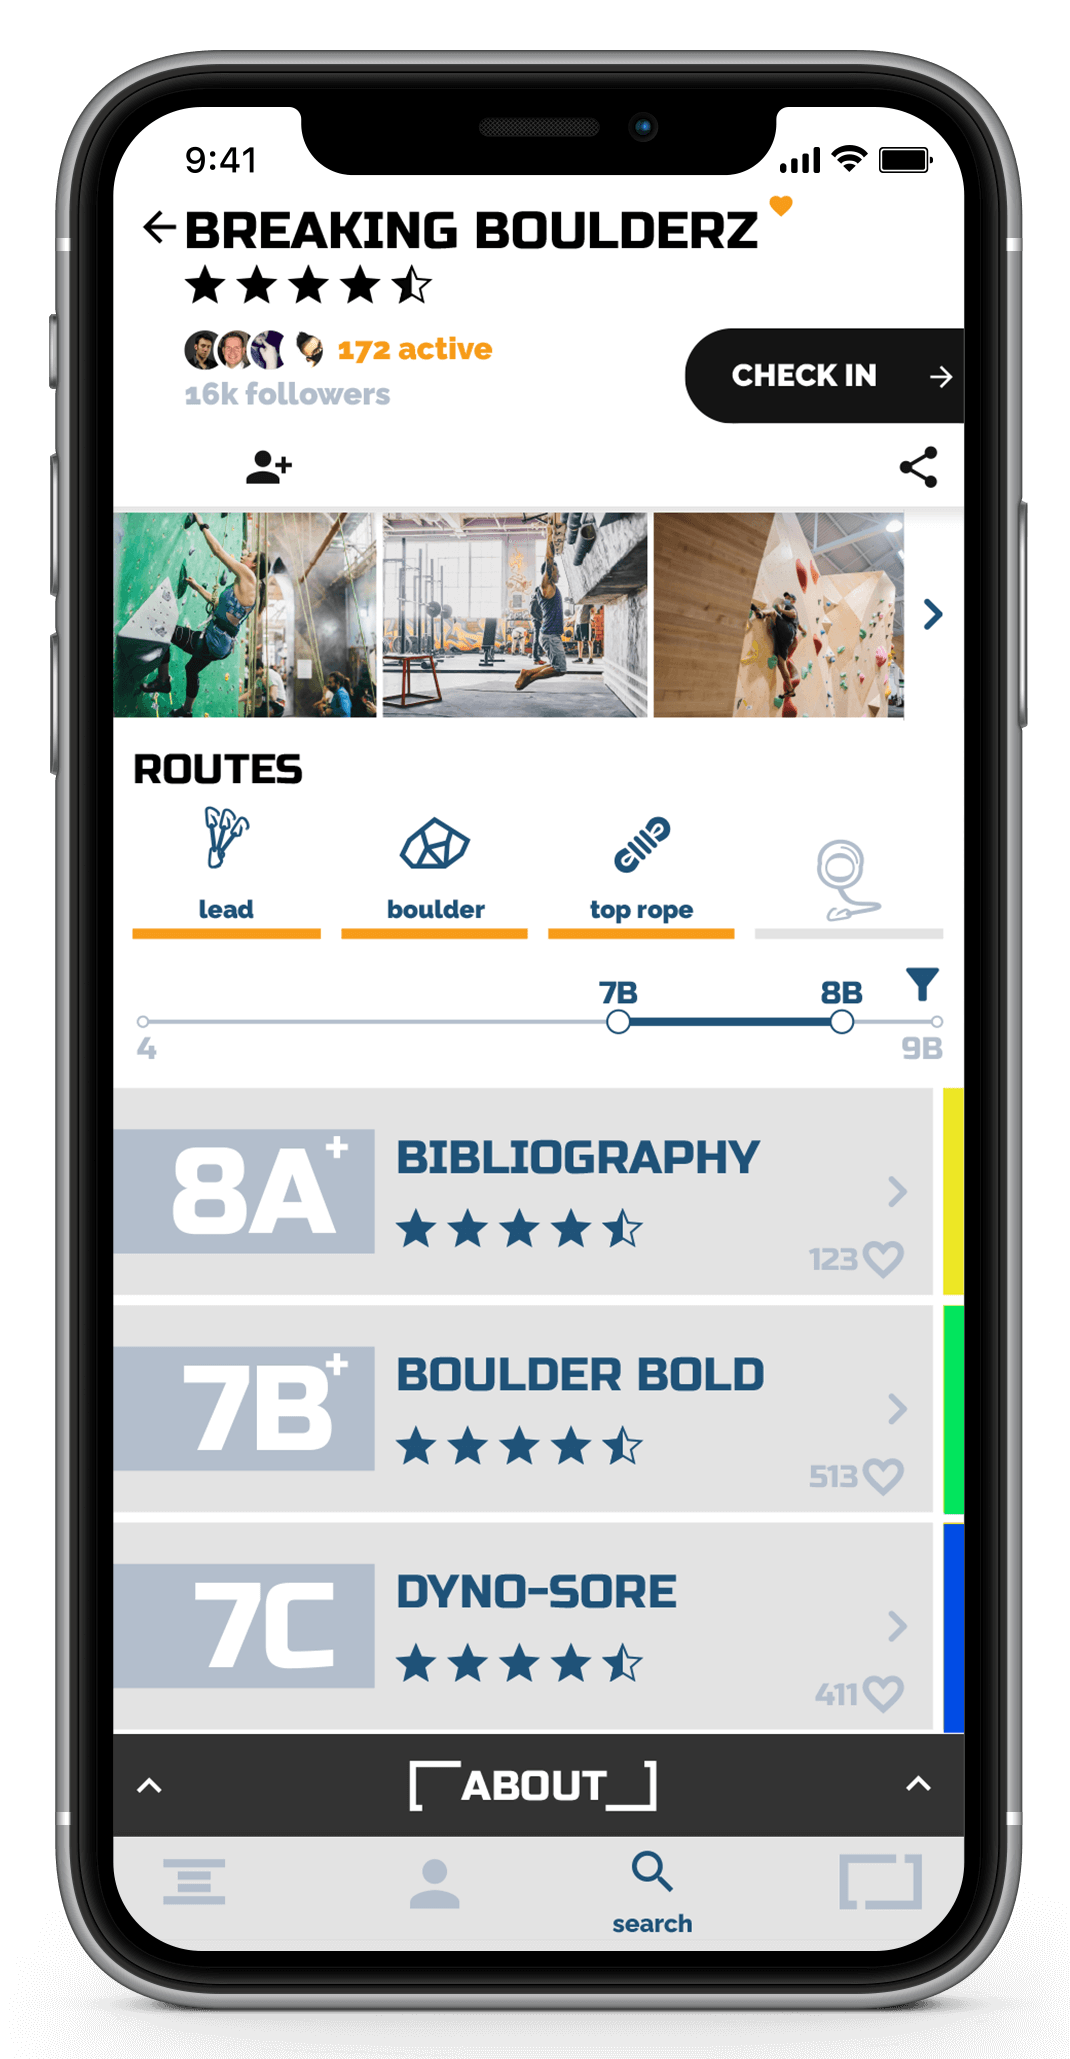 9:41
BREAKING BOULDERZ
172 active
16k followers
CHECK IN
ROUTES
lead
boulder
top rope
7B
8B
4
9B
8A+
BIBLIOGRAPHY
123
7B+
BOULDER BOLD
513
7C
DYNO-SORE
411
ABOUT
search